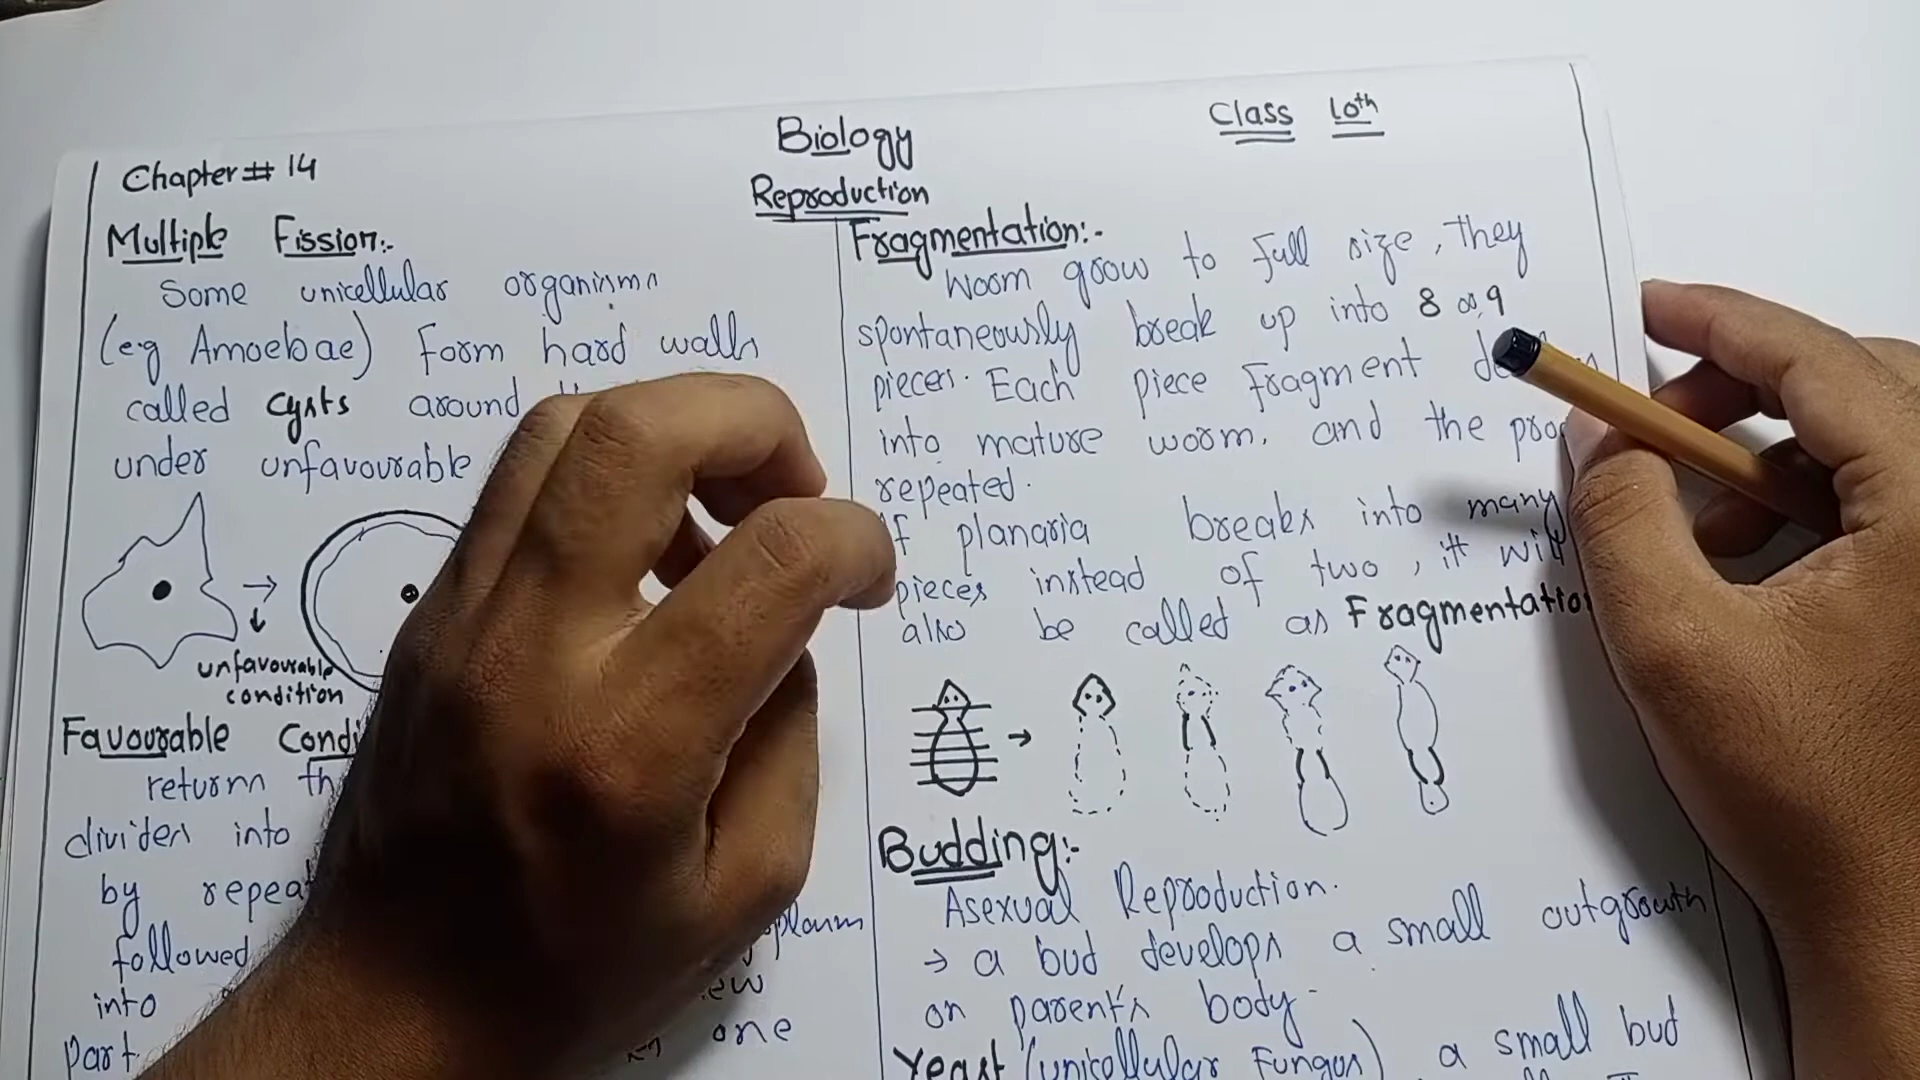 Chapter # 14
Biology
Class 10th
Reproduction
Multiple Fission:-
Some unicellular organisms
(eg Amoebae) Form hard walls
called cysts around
under unfavourable
unfavourable
condition
Favourable
return
divides into
by
followed
into
one
Part.
Fragmentation:-
Worm grow to full size, they
spontaneously break up into 8 or 9
pieces. Each piece fragment
into mature worm. and the
repeated.
If planaria breaks into many
pieces instead of two, it will
also be called as Fragmentation
Budding:-
Asexual Reproduction.
→ a bud develops a small outgrowth
on parent's body.
Yeast (unicellular Fungus) a small bud